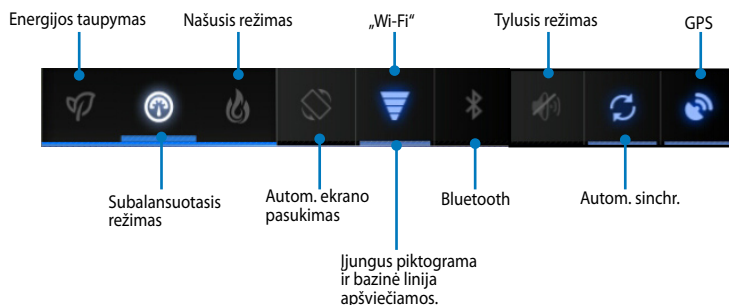 Energijos taupymas
Našusis režimas
„Wi-Fi“
Tylusis režimas
GPS
Subalansuotasis
režimas
Autom. ekrano
pasukimas
Bluetooth
Autom. sinchr.
Įjungus piktograma
ir bazinė linija
apšviečiamos.